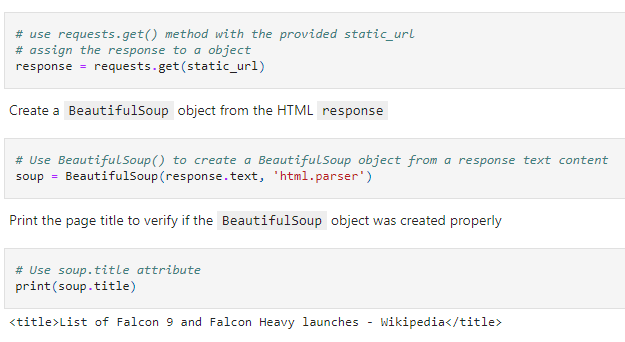 # use requests.get() method with the provided static_url
# assign the response to a object
response = requests.get(static_url)
Create a BeautifulSoup object from the HTML response
# Use BeautifulSoup() to create a BeautifulSoup object from a response text content
soup = BeautifulSoup(response.text, 'html.parser')
Print the page title to verify if the BeautifulSoup object was created properly
# Use soup.title attribute
print(soup.title)
<title>List of Falcon 9 and Falcon Heavy launches - Wikipedia</title>